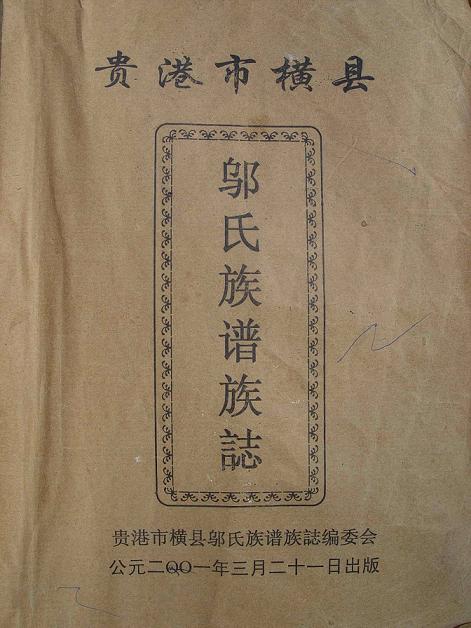 贵港市横县
邬氏族谱族誌
贵港市横县邬氏族谱族誌编委会
公元二〇〇一年三月二十一日出版